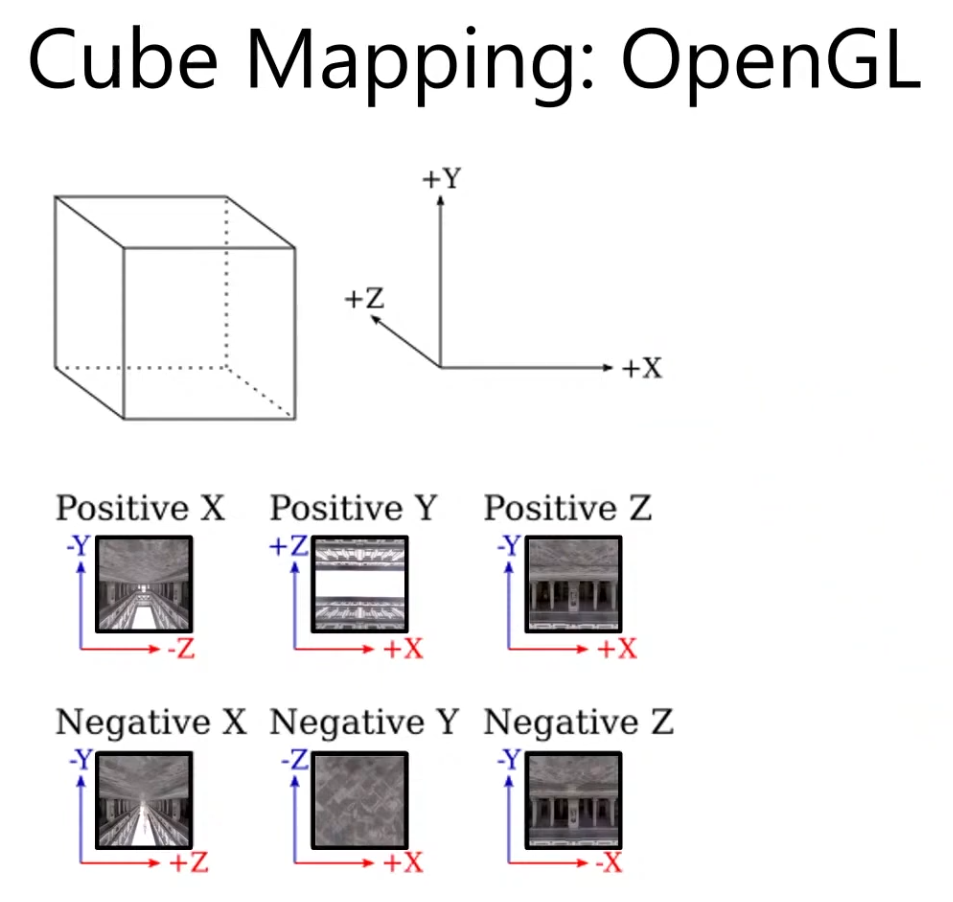 Cube Mapping: OpenGL
+Y
+Z
+X
Positive X Positive Y Positive Z
-Y +Z -Y
-Z +X +X
Negative X Negative Y Negative Z
-Y -Z -Y
+Z +X -X